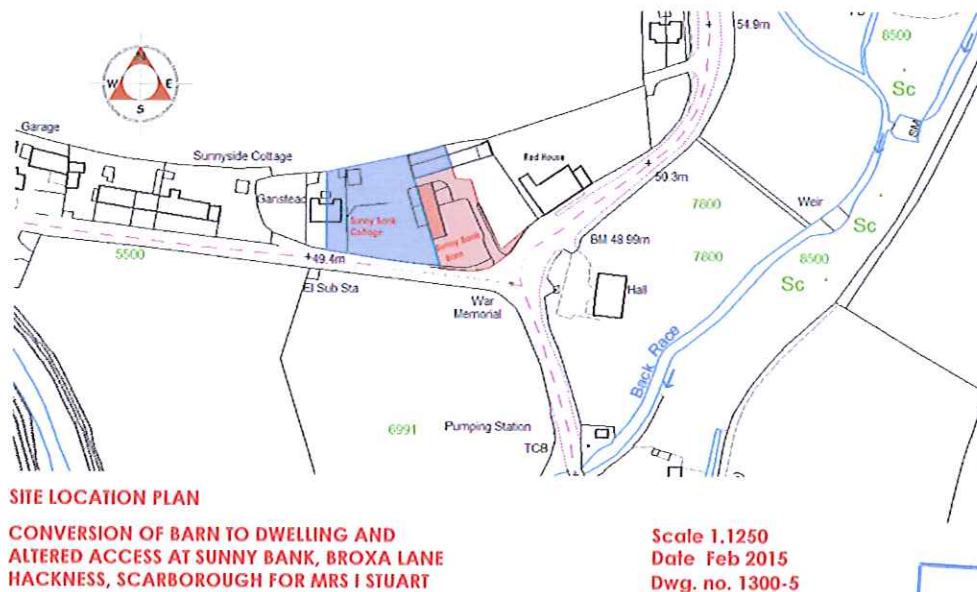 54.9m
8500
Sc
SM
N
W E
S
Garage
Sunnyside Cottage
Ganstead
Red House
50.3m
Sunny Bank
Cottage
Sunny Bank
Barn
7800
Weir
Sc
BM 48.99m
5500
49.4m
7800
8500
El Sub Sta
Sc
Hall
War
Memorial
Back Race
6991
Pumping Station
TCB
SITE LOCATION PLAN
CONVERSION OF BARN TO DWELLING AND
ALTERED ACCESS AT SUNNY BANK, BROXA LANE
HACKNESS, SCARBOROUGH FOR MRS I STUART
Scale 1.1250
Date Feb 2015
Dwg. no. 1300-5